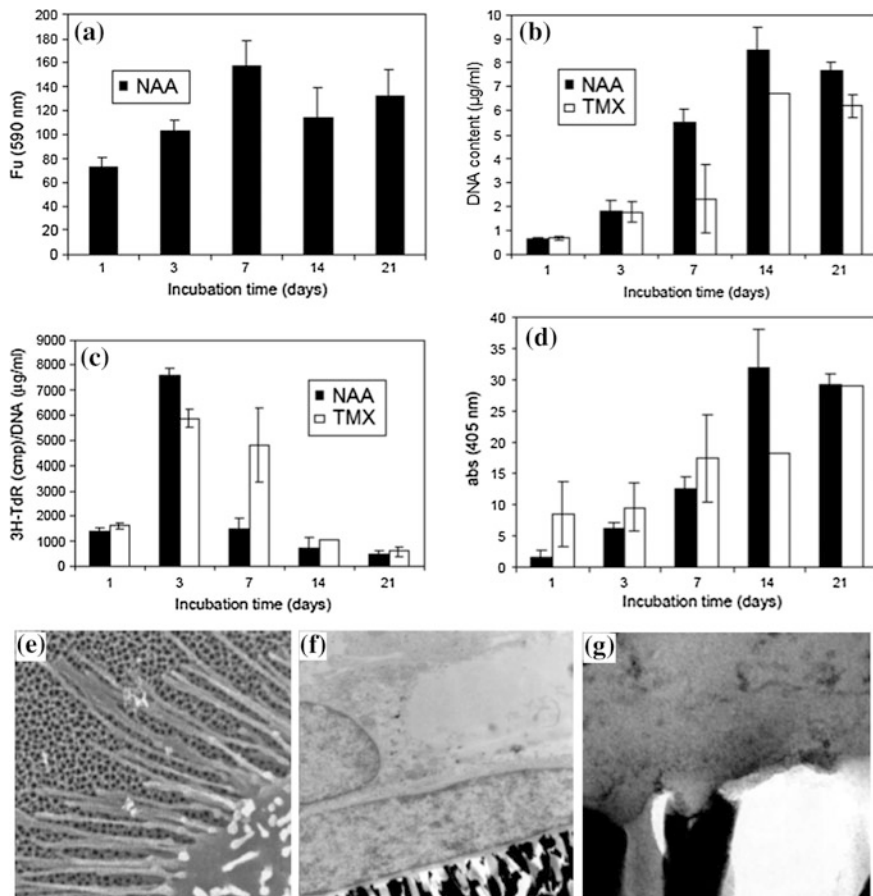 (a)
180
160
140
120
100
80
60
40
20
0
Fu (590 nm)
NAA
1 3 7 14 21
Incubation time (days)
(b)
10
9
8
7
6
5
4
3
2
1
0
DNA content (µg/ml)
NAA
TMX
1 3 7 14 21
Incubation time (days)
(c)
9000
8000
7000
6000
5000
4000
3000
2000
1000
0
3H-TdR (cmp)/DNA (µg/ml)
NAA
TMX
1 3 7 14 21
Incubation time (days)
(d)
40
35
30
25
20
15
10
5
0
abs (405 nm)
1 3 7 14 21
Incubation time (days)
(e)
(f)
(g)